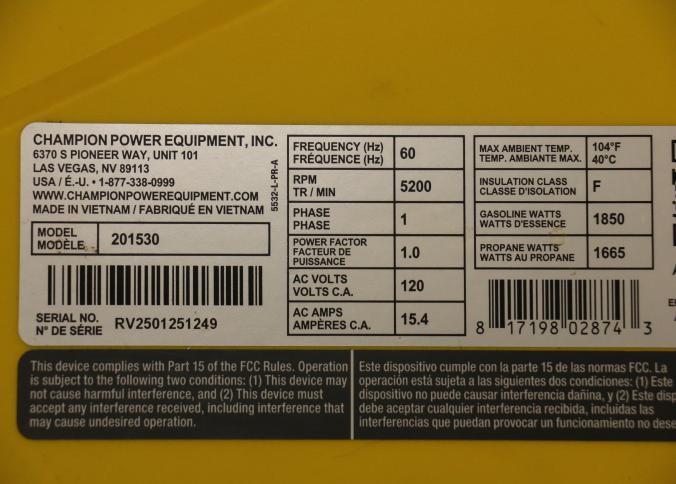 CHAMPION POWER EQUIPMENT, INC.
6370 S PIONEER WAY, UNIT 101
LAS VEGAS, NV 89113
USA / É.-U. • 1-877-338-0999
WWW.CHAMPIONPOWEREQUIPMENT.COM
MADE IN VIETNAM / FABRIQUÉ EN VIETNAM
5532-L-PR-A
MODEL
MODÈLE
201530
SERIAL NO.
Nº DE SÉRIE
RV2501251249
FREQUENCY (Hz)
FRÉQUENCE (Hz)
60
RPM
TR / MIN
5200
PHASE
PHASE
1
POWER FACTOR
FACTEUR DE
PUISSANCE
1.0
AC VOLTS
VOLTS C.A.
120
AC AMPS
AMPÈRES C.A.
15.4
MAX AMBIENT TEMP.
TEMP. AMBIANTE MAX.
104°F
40°C
INSULATION CLASS
CLASSE D'ISOLATION
F
GASOLINE WATTS
WATTS D'ESSENCE
1850
PROPANE WATTS
WATTS AU PROPANE
1665
8 17198 02874 3
This device complies with Part 15 of the FCC Rules. Operation
is subject to the following two conditions: (1) This device may
not cause harmful interference, and (2) This device must
accept any interference received, including interference that
may cause undesired operation.
Este dispositivo cumple con la parte 15 de las normas FCC. La
operación está sujeta a las siguientes dos condiciones: (1) Este
dispositivo no puede causar interferencia dañina, y (2) Este disp
debe aceptar cualquier interferencia recibida, incluidas las
interferencias que puedan provocar un funcionamiento no dese